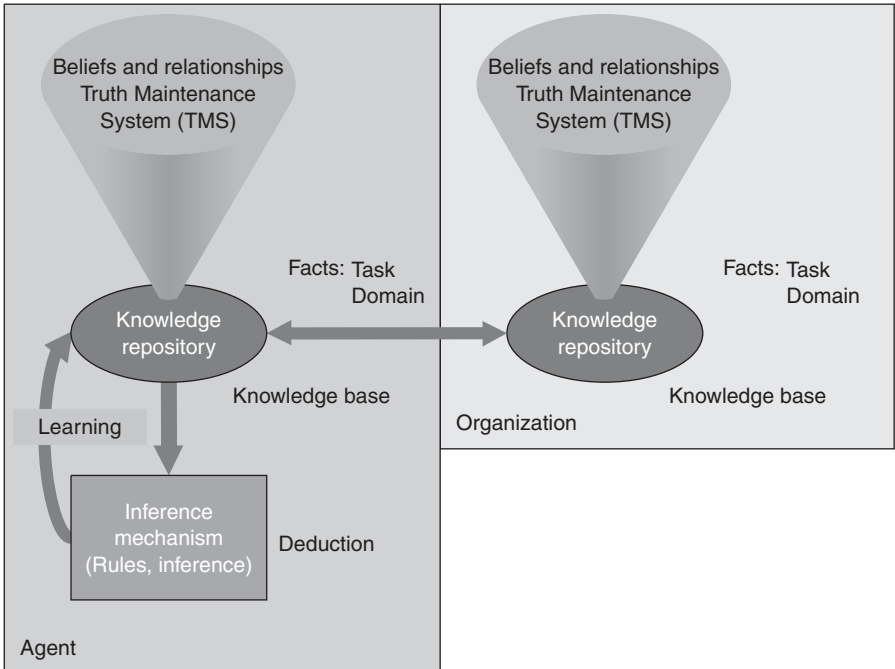 Beliefs and relationships
Truth Maintenance
System (TMS)
Facts: Task
Domain
Knowledge
repository
Knowledge base
Learning
Inference
mechanism
(Rules, inference)
Deduction
Agent
Beliefs and relationships
Truth Maintenance
System (TMS)
Facts: Task
Domain
Knowledge
repository
Knowledge base
Organization